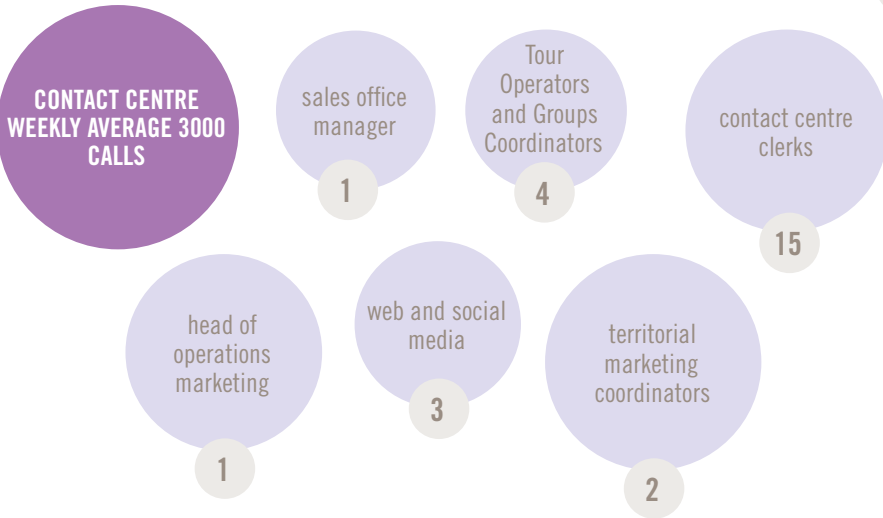 CONTACT CENTRE
WEEKLY AVERAGE 3000
CALLS
sales office
manager
1
Tour
Operators
and Groups
Coordinators
4
contact centre
clerks
15
head of
operations
marketing
1
web and social
media
3
territorial
marketing
coordinators
2